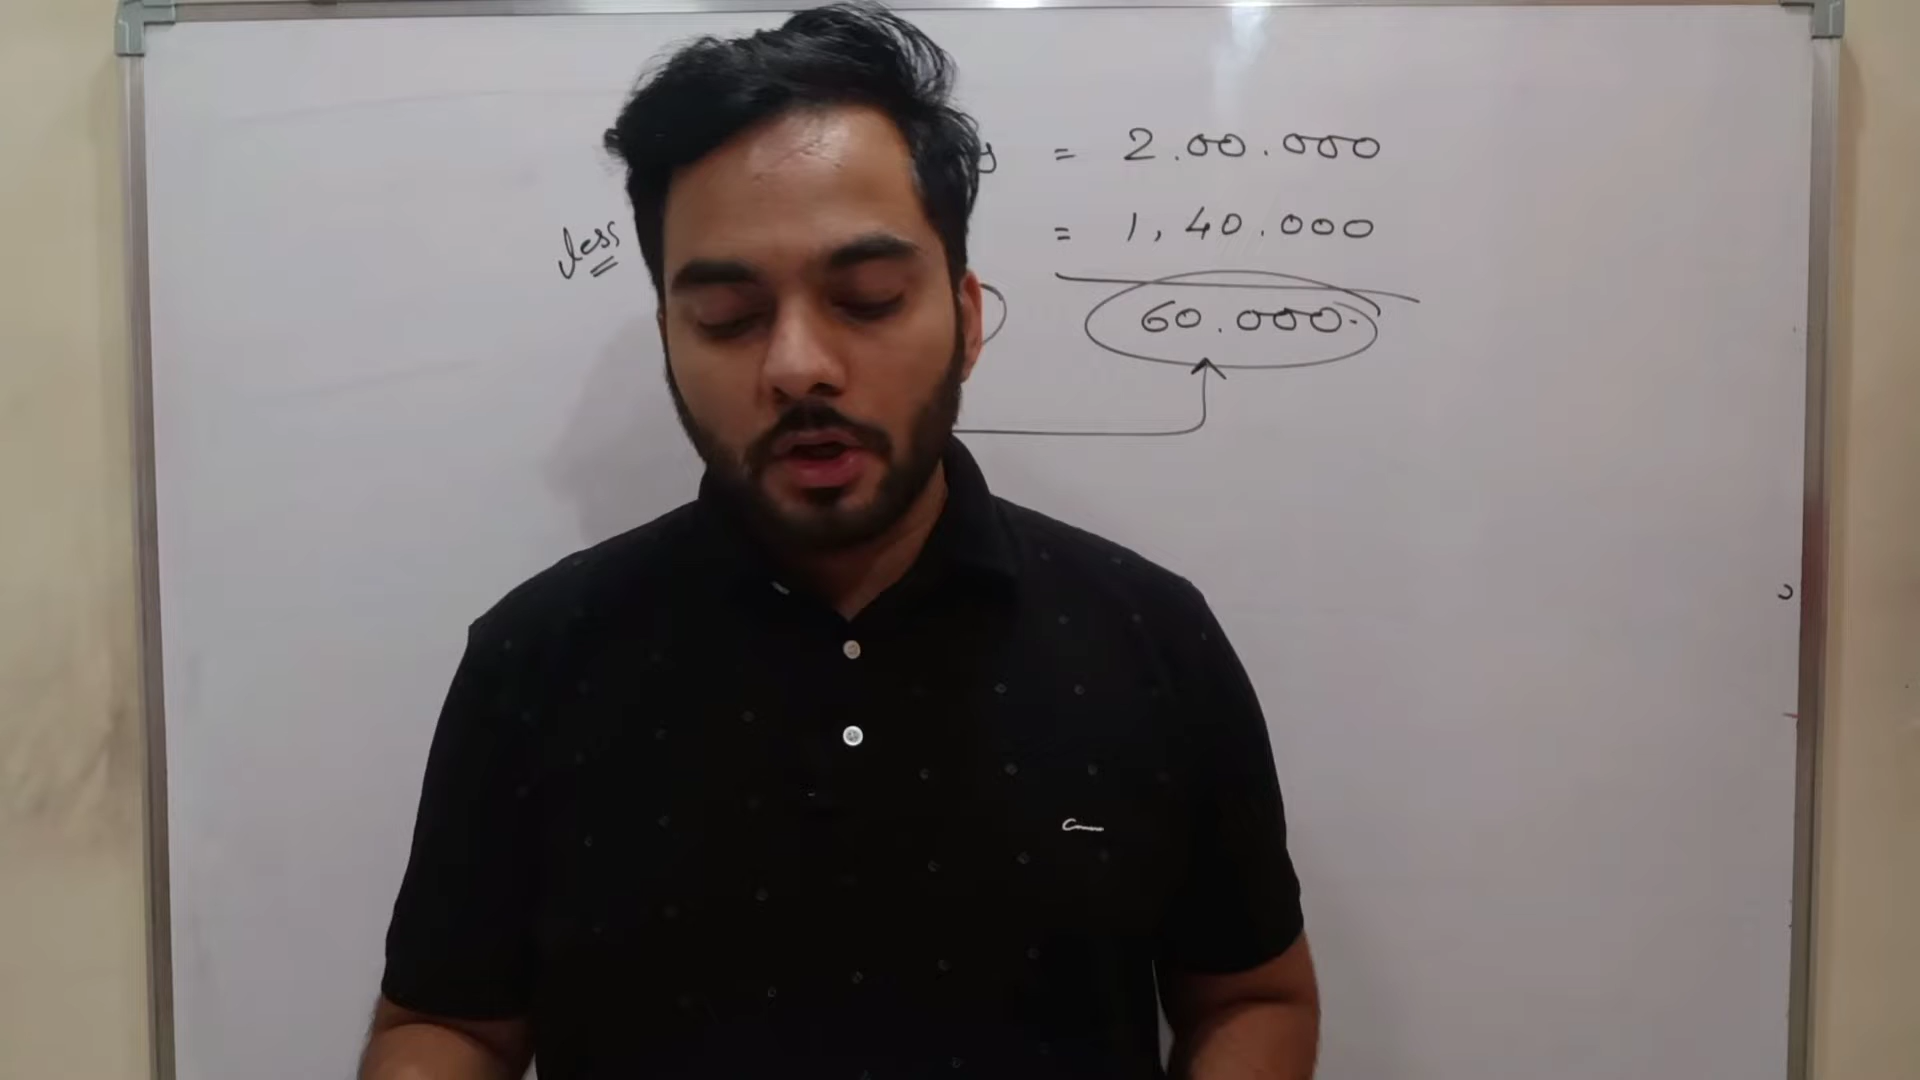 = 2.00.000
less = 1,40.000
60.000.